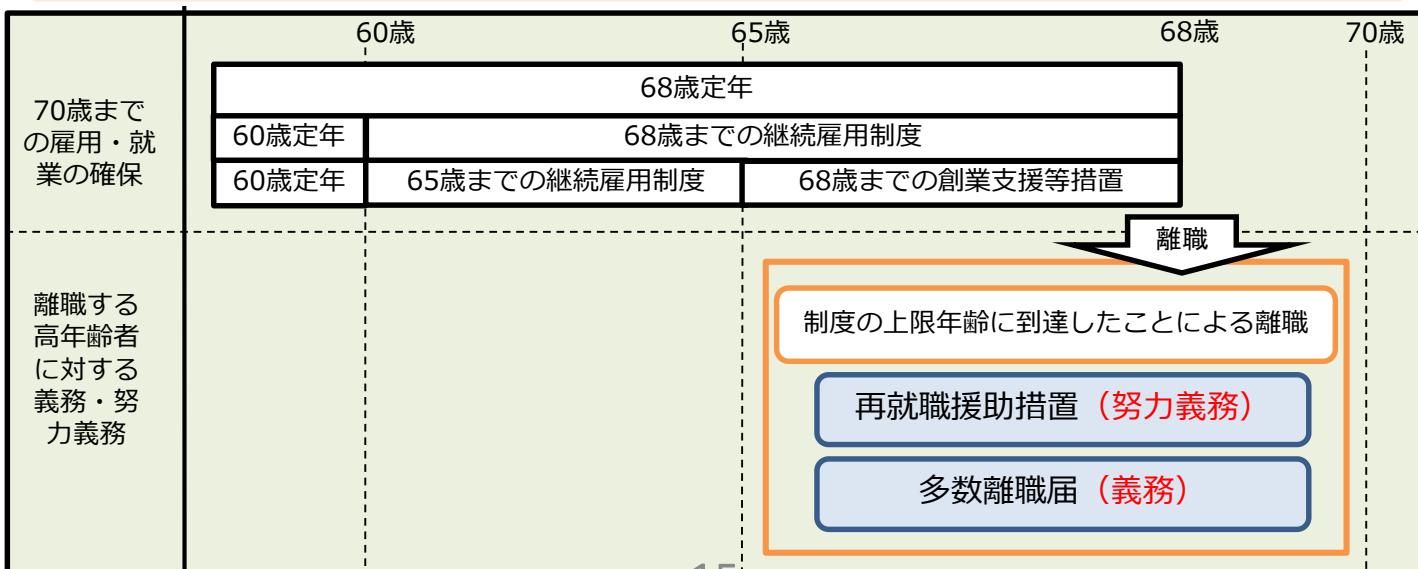 60歳
65歳
68歳
70歳
70歳まで
の雇用・就
業の確保
68歳定年
60歳定年
68歳までの継続雇用制度
60歳定年
65歳までの継続雇用制度
68歳までの創業支援等措置
離職
離職する
高年齢者
に対する
義務・努
力義務
制度の上限年齢に到達したことによる離職
再就職援助措置（努力義務）
多数離職届（義務）